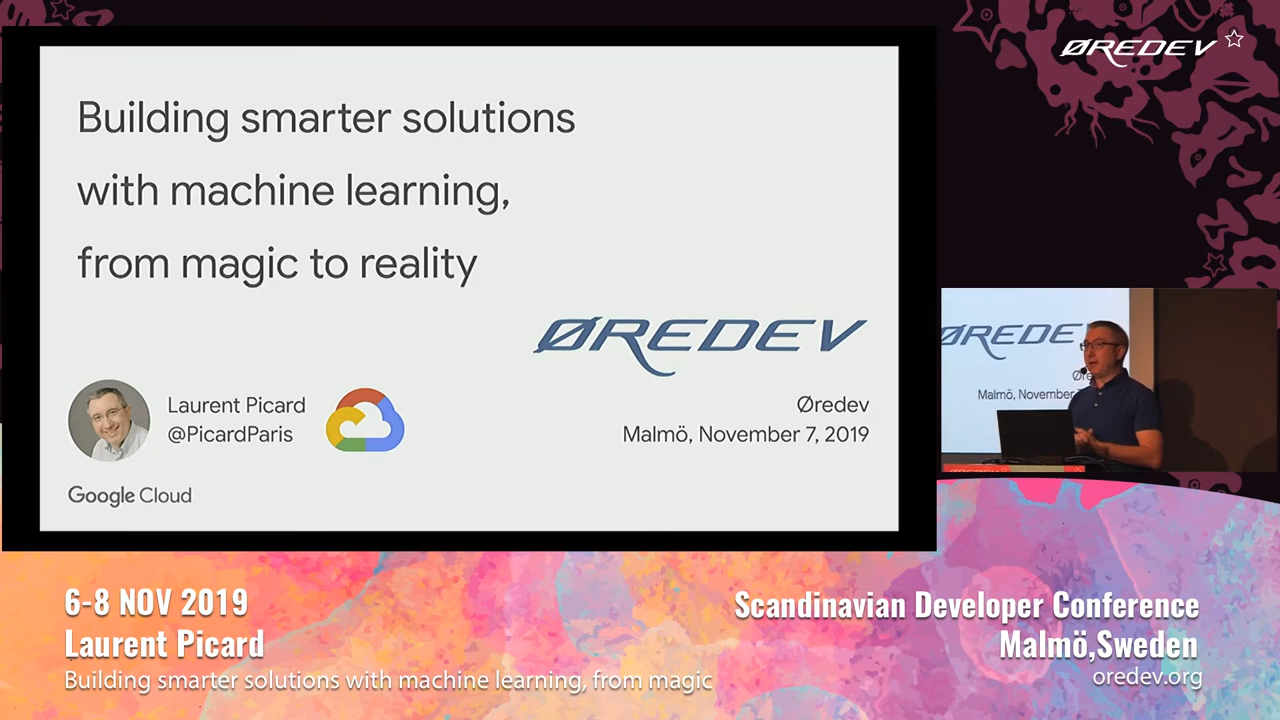 ØREDEV
Building smarter solutions
with machine learning,
from magic to reality
ØREDEV
Laurent Picard
@PicardParis
Øredev
Malmö, November 7, 2019
Google Cloud
ØREDE
Malmö, November
6-8 NOV 2019
Laurent Picard
Building smarter solutions with machine learning, from magic
Scandinavian Developer Conference
Malmö,Sweden
oredev.org